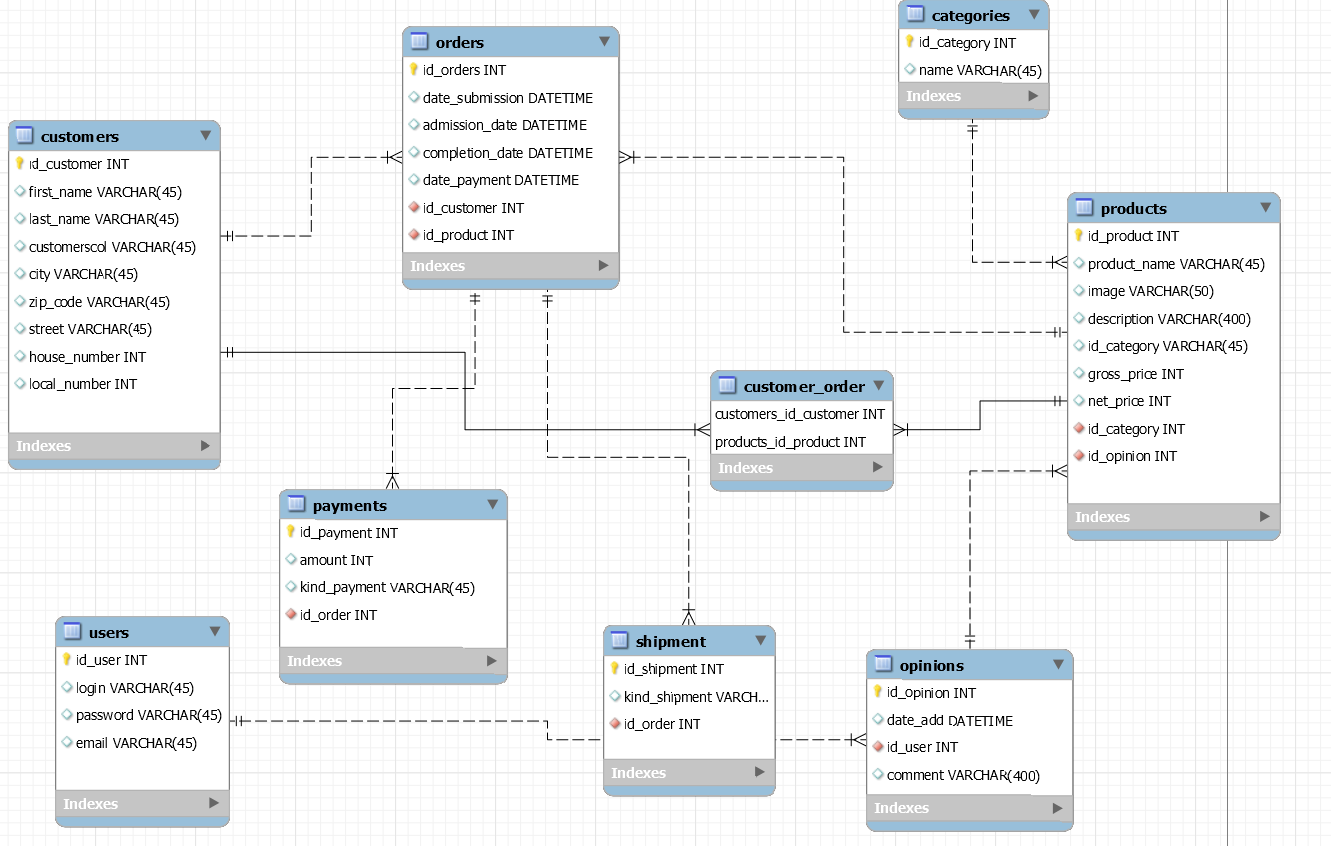 customers
id_customer INT
first_name VARCHAR(45)
last_name VARCHAR(45)
customerscol VARCHAR(45)
city VARCHAR(45)
zip_code VARCHAR(45)
street VARCHAR(45)
house_number INT
local_number INT
Indexes
orders
id_orders INT
date_submission DATETIME
admission_date DATETIME
completion_date DATETIME
date_payment DATETIME
id_customer INT
id_product INT
Indexes
categories
id_category INT
name VARCHAR(45)
Indexes
products
id_product INT
product_name VARCHAR(45)
image VARCHAR(50)
description VARCHAR(400)
id_category VARCHAR(45)
gross_price INT
net_price INT
id_category INT
id_opinion INT
Indexes
customer_order
customers_id_customer INT
products_id_product INT
Indexes
payments
id_payment INT
amount INT
kind_payment VARCHAR(45)
id_order INT
Indexes
users
id_user INT
login VARCHAR(45)
password VARCHAR(45)
email VARCHAR(45)
Indexes
shipment
id_shipment INT
kind_shipment VARCH...
id_order INT
Indexes
opinions
id_opinion INT
date_add DATETIME
id_user INT
comment VARCHAR(400)
Indexes